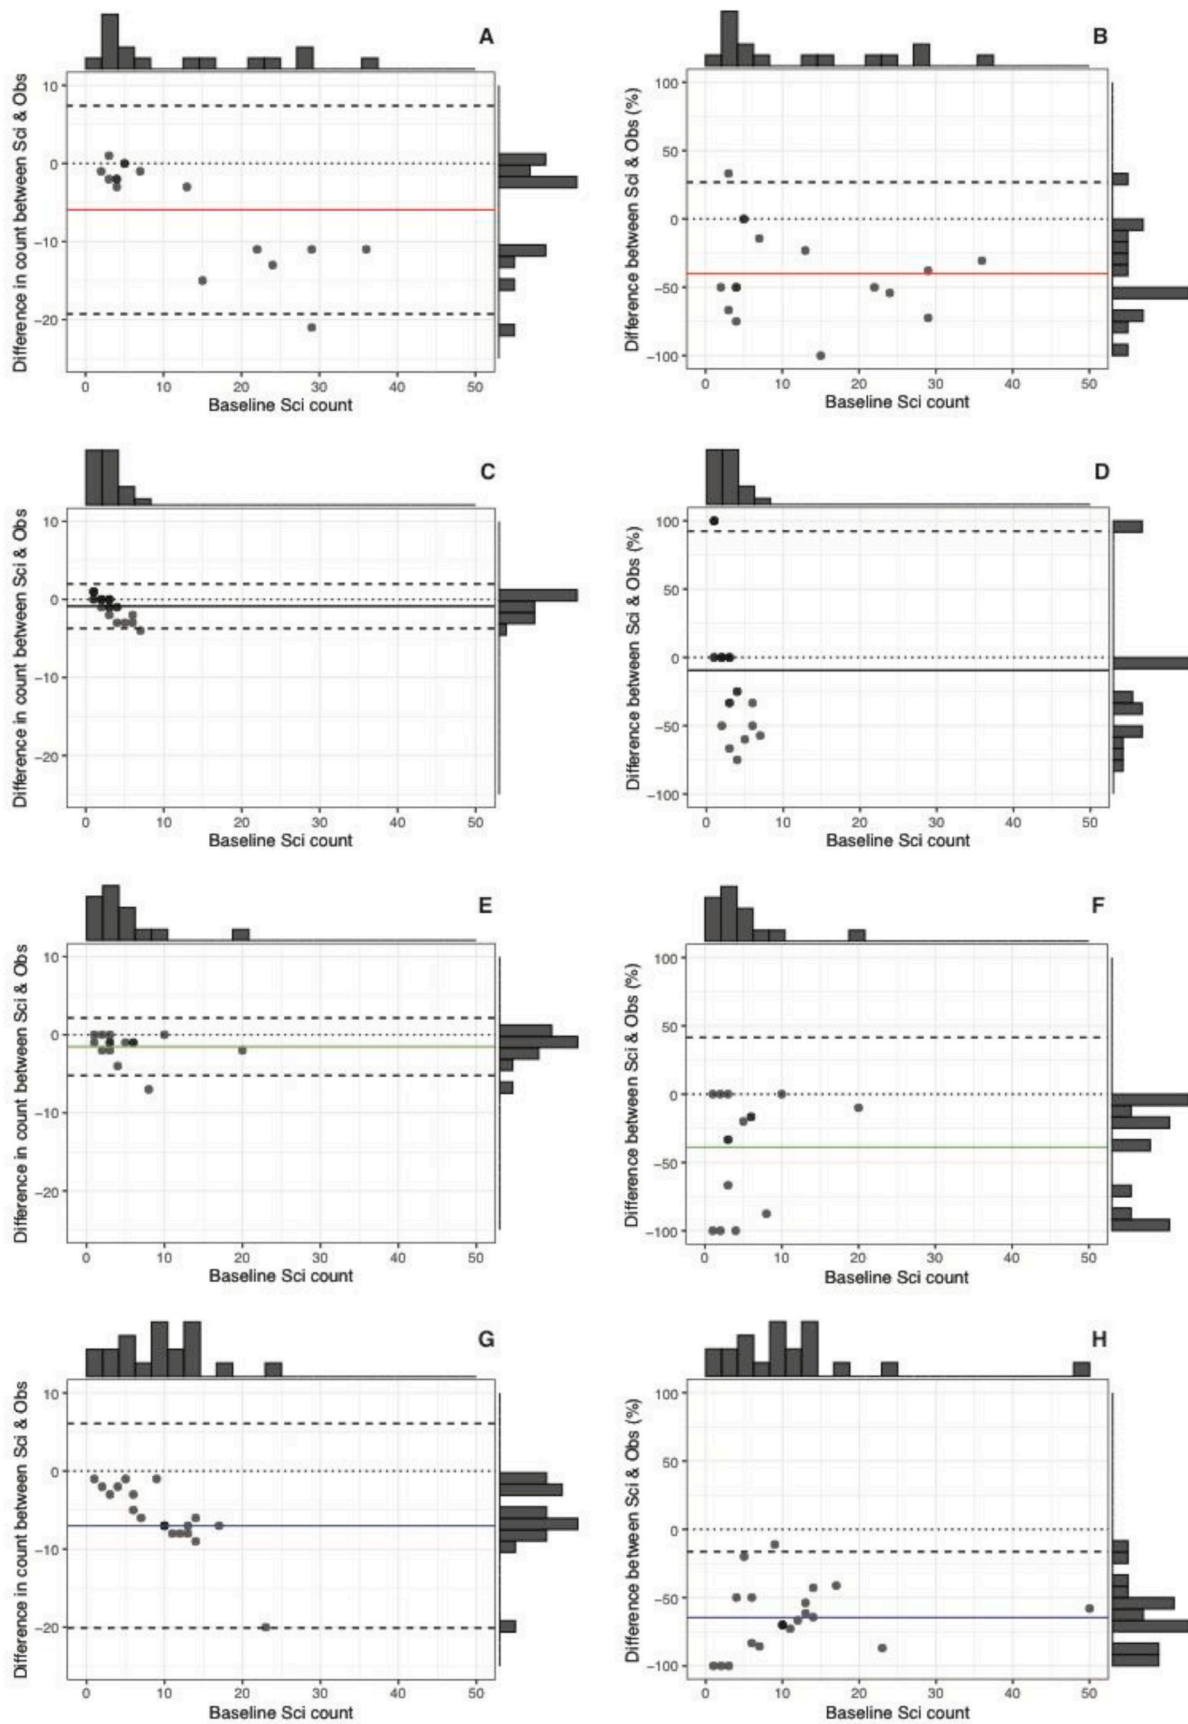 A
Difference in count between Sci & Obs
10
0
−10
−20
0 10 20 30 40 50
Baseline Sci count
B
Difference between Sci & Obs (%)
100
50
0
−50
−100
0 10 20 30 40 50
Baseline Sci count
C
Difference in count between Sci & Obs
10
0
−10
−20
0 10 20 30 40 50
Baseline Sci count
D
Difference between Sci & Obs (%)
100
50
0
−50
−100
0 10 20 30 40 50
Baseline Sci count
E
Difference in count between Sci & Obs
10
0
−10
−20
0 10 20 30 40 50
Baseline Sci count
F
Difference between Sci & Obs (%)
100
50
0
−50
−100
0 10 20 30 40 50
Baseline Sci count
G
Difference in count between Sci & Obs
10
0
−10
−20
0 10 20 30 40 50
Baseline Sci count
H
Difference between Sci & Obs (%)
100
50
0
−50
−100
0 10 20 30 40 50
Baseline Sci count